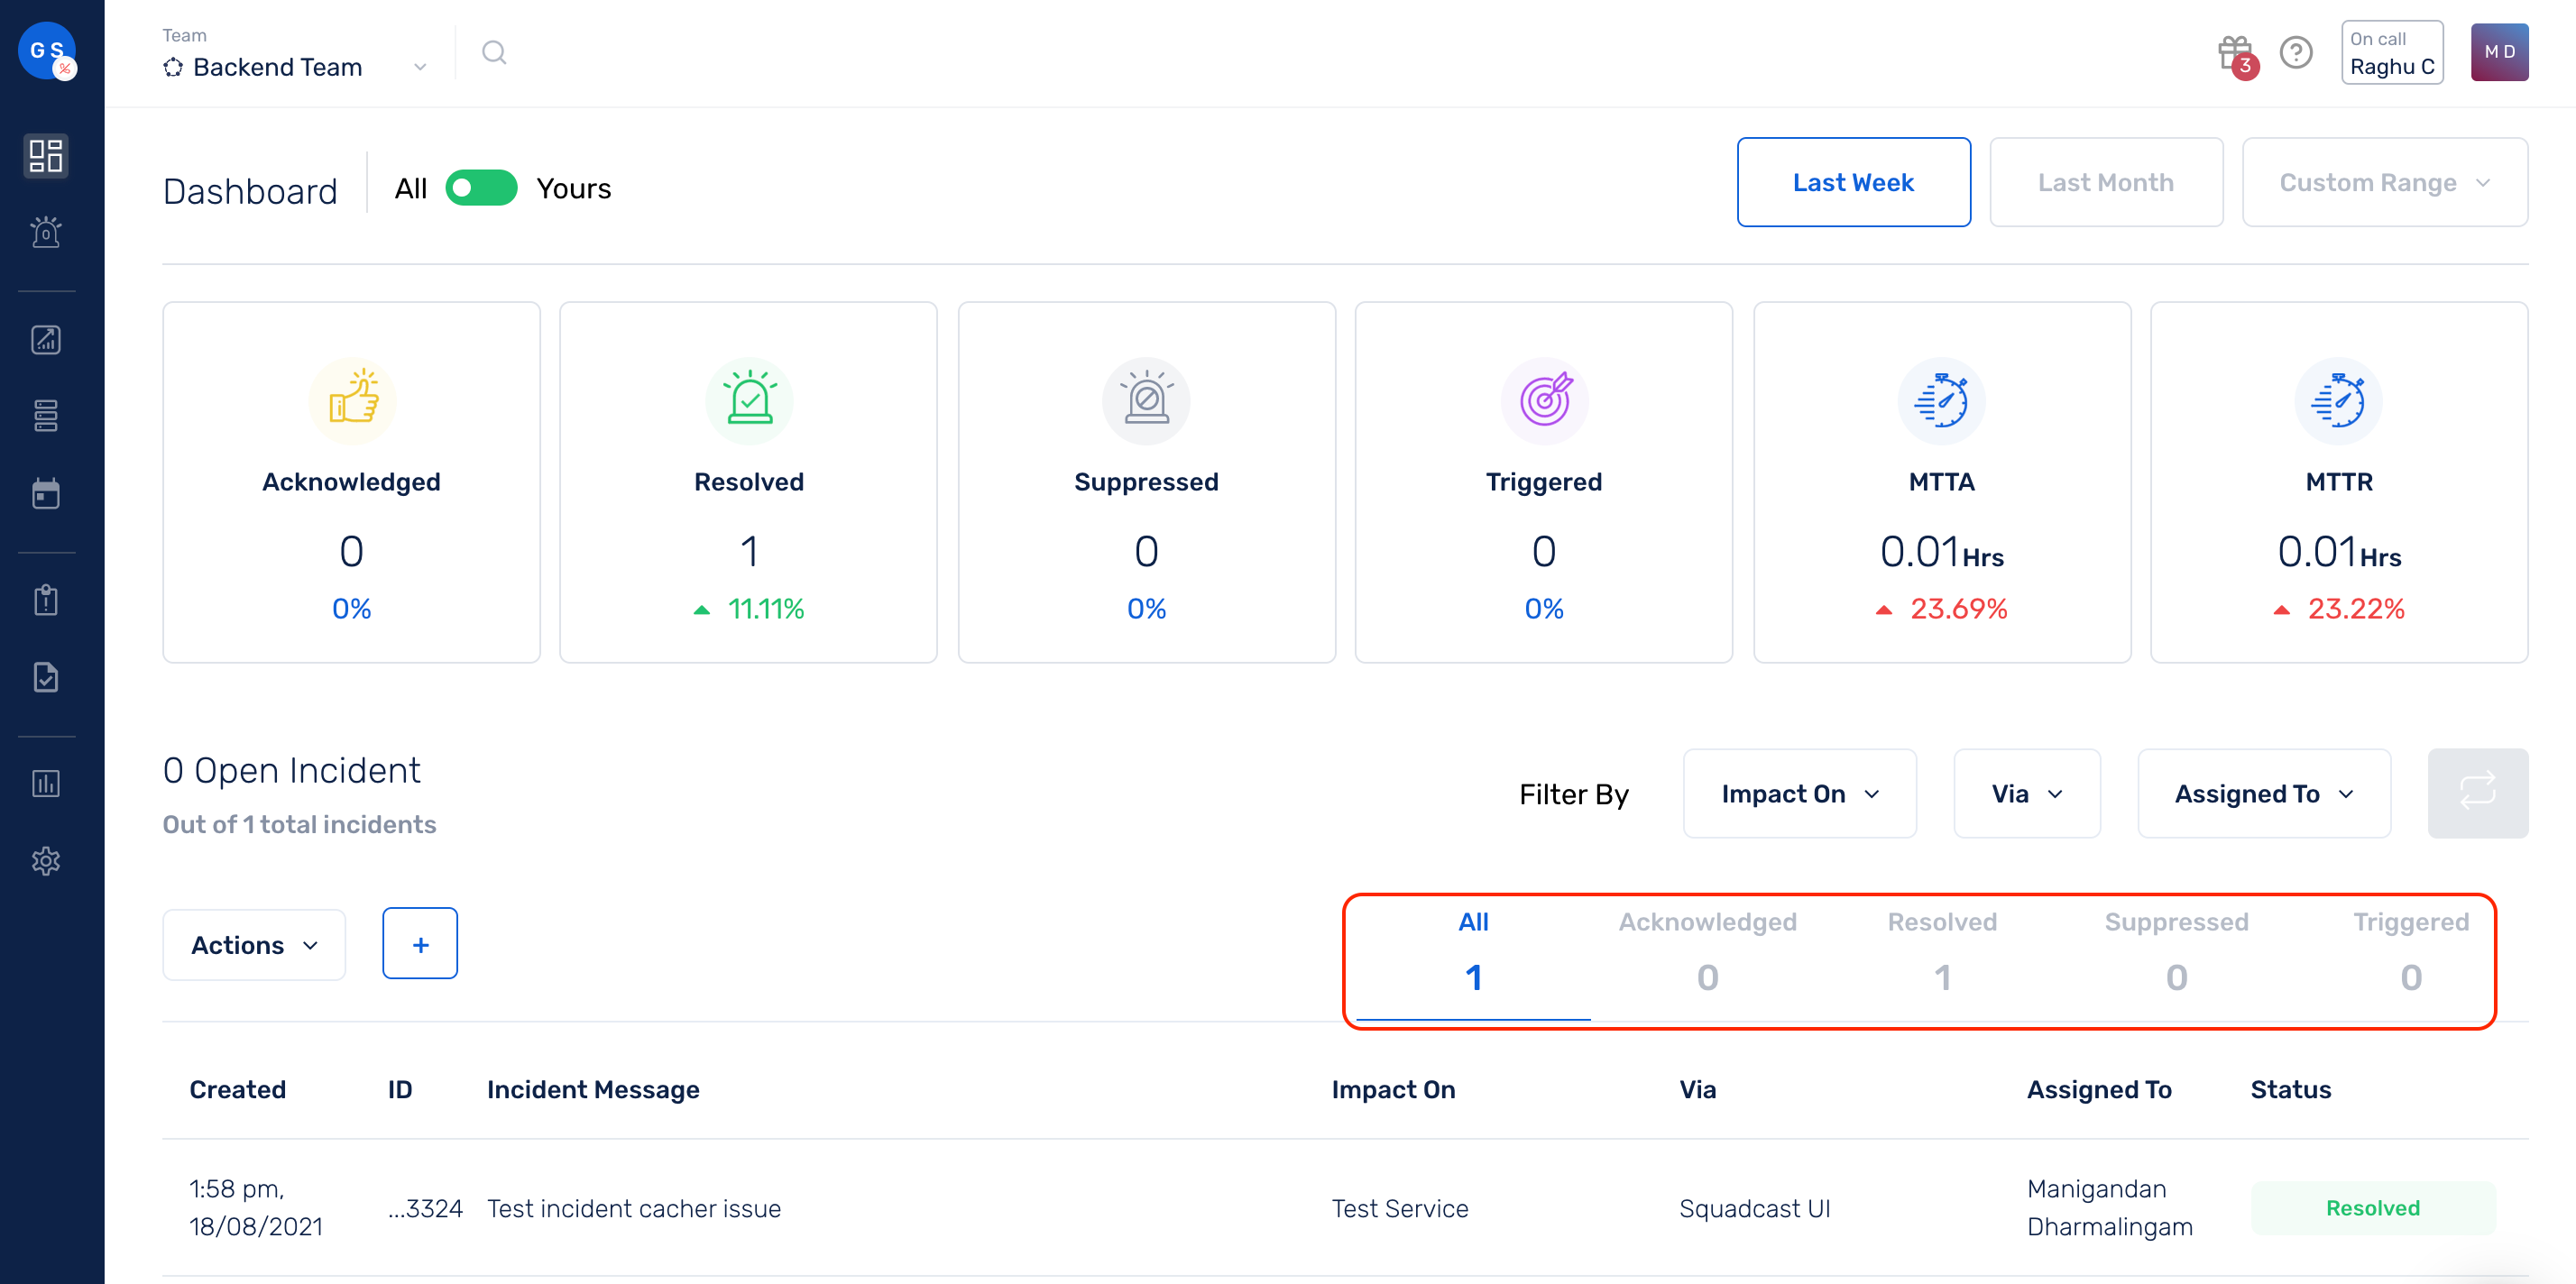 G S
Team
Backend Team
3
On call
Raghu C
M D
Dashboard
All
Yours
Last Week
Last Month
Custom Range
0
Acknowledged
0
0%
Resolved
1
11.11%
Suppressed
0
0%
Triggered
0
0%
MTTA
0.01Hrs
23.69%
MTTR
0.01Hrs
23.22%
0 Open Incident
Out of 1 total incidents
Filter By
Impact On
Via
Assigned To
Actions
+
All
1
Acknowledged
0
Resolved
1
Suppressed
0
Triggered
0
Created ID Incident Message Impact On Via Assigned To Status
1:58 pm,
18/08/2021
...3324
Test incident cacher issue
Test Service
Squadcast UI
Manigandan
Dharmalingam
Resolved